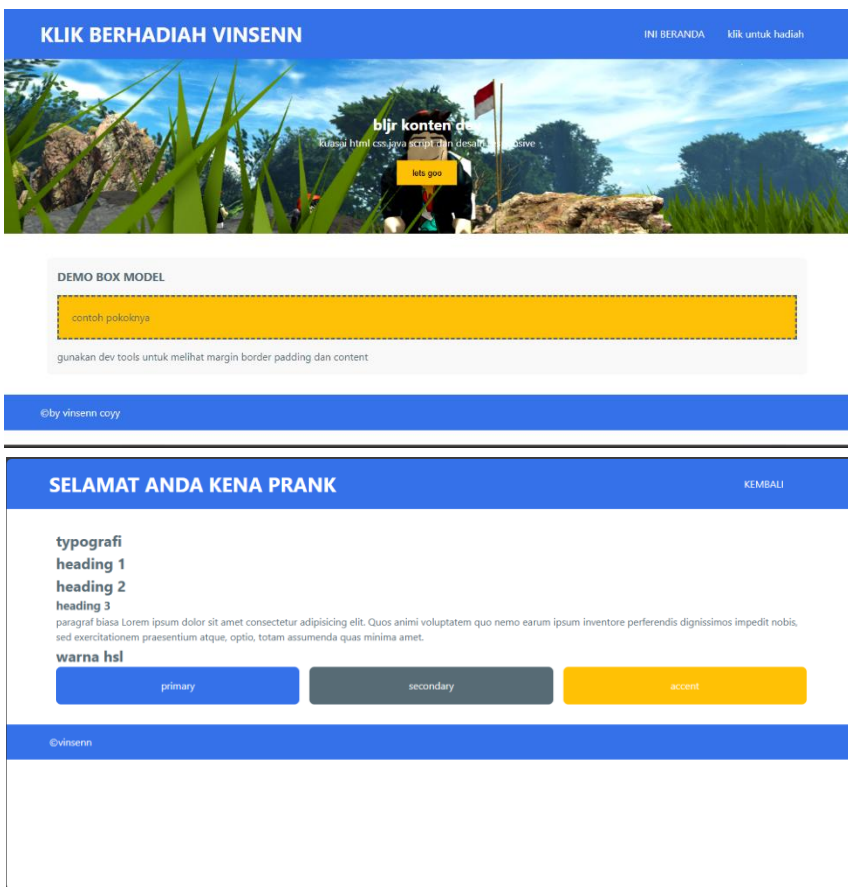 KLIK BERHADIAH VINSENN
INI BERANDA klik untuk hadiah
bljr konten de
kuasai html css,java script dan desain responsive
lets goo
DEMO BOX MODEL
contoh pokoknya
gunakan dev tools untuk melihat margin border padding dan content
©by vinsenn coyy
SELAMAT ANDA KENA PRANK
KEMBALI
typografi
heading 1
heading 2
heading 3
paragraf biasa Lorem ipsum dolor sit amet consectetur adipisicing elit. Quos animi voluptatem quo nemo earum ipsum inventore perferendis dignissimos impedit nobis,
sed exercitationem praesentium atque, optio, totam assumenda quas minima amet.
warna hsl
primary secondary accent
©vinsenn